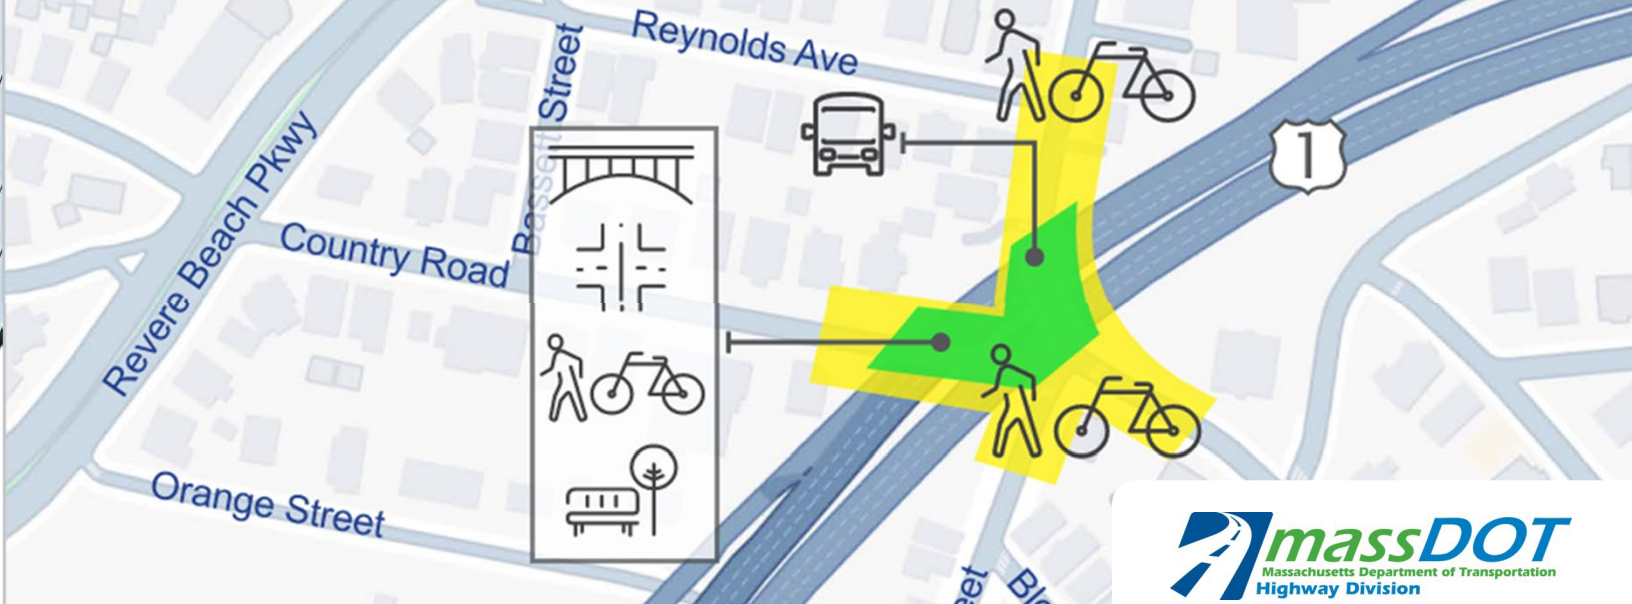 Reynolds Ave
Bassett Street
1
Revere Beach Pkwy
Country Road
Orange Street
massDOT
Massachusetts Department of Transportation
Highway Division